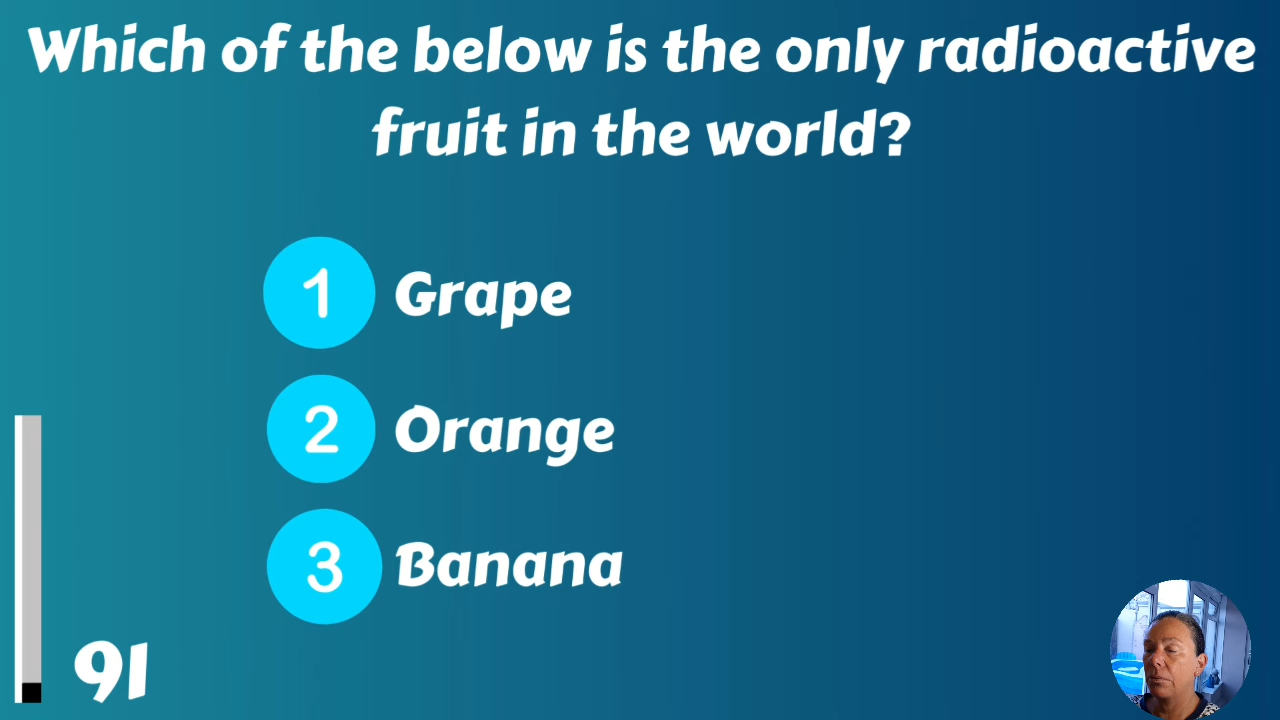 Which of the below is the only radioactive
fruit in the world?
1 Grape
2 Orange
3 Banana
91